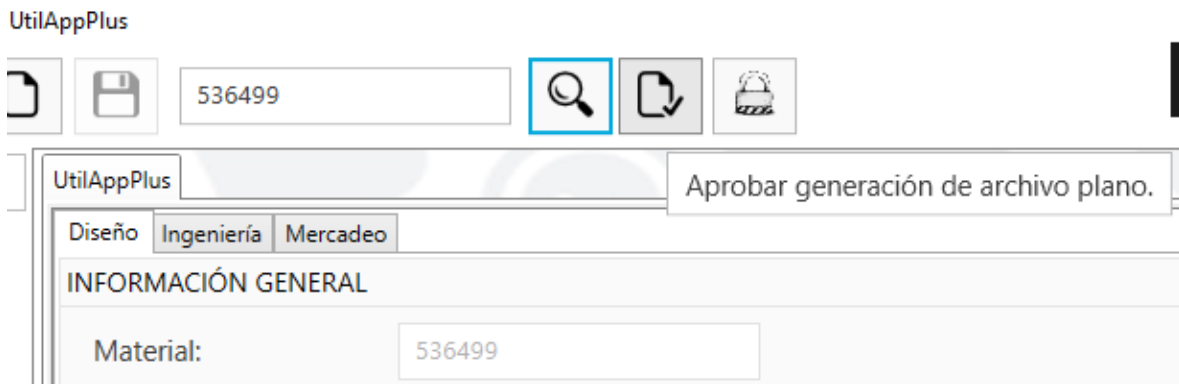 UtilAppPlus
536499
Aprobar generación de archivo plano.
UtilAppPlus
Diseño Ingeniería Mercadeo
INFORMACIÓN GENERAL
Material: 536499